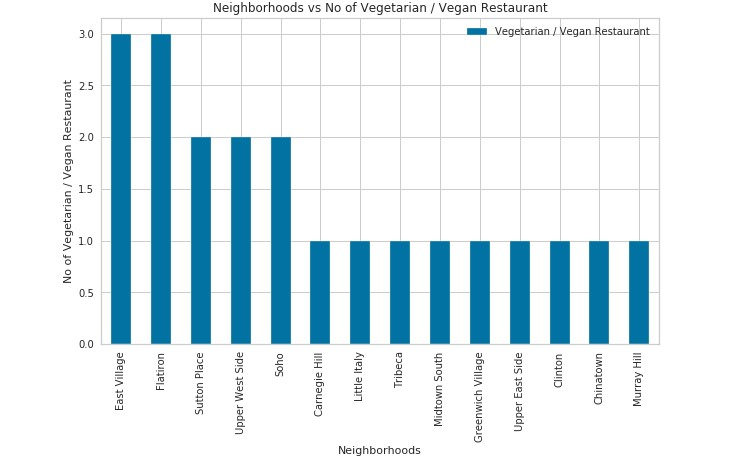 Neighborhoods vs No of Vegetarian / Vegan Restaurant
Vegetarian / Vegan Restaurant
No of Vegetarian / Vegan Restaurant
3.0
2.5
2.0
1.5
1.0
0.5
0.0
East Village
Flatiron
Sutton Place
Upper West Side
Soho
Carnegie Hill
Little Italy
Tribeca
Midtown South
Greenwich Village
Upper East Side
Clinton
Chinatown
Murray Hill
Neighborhoods